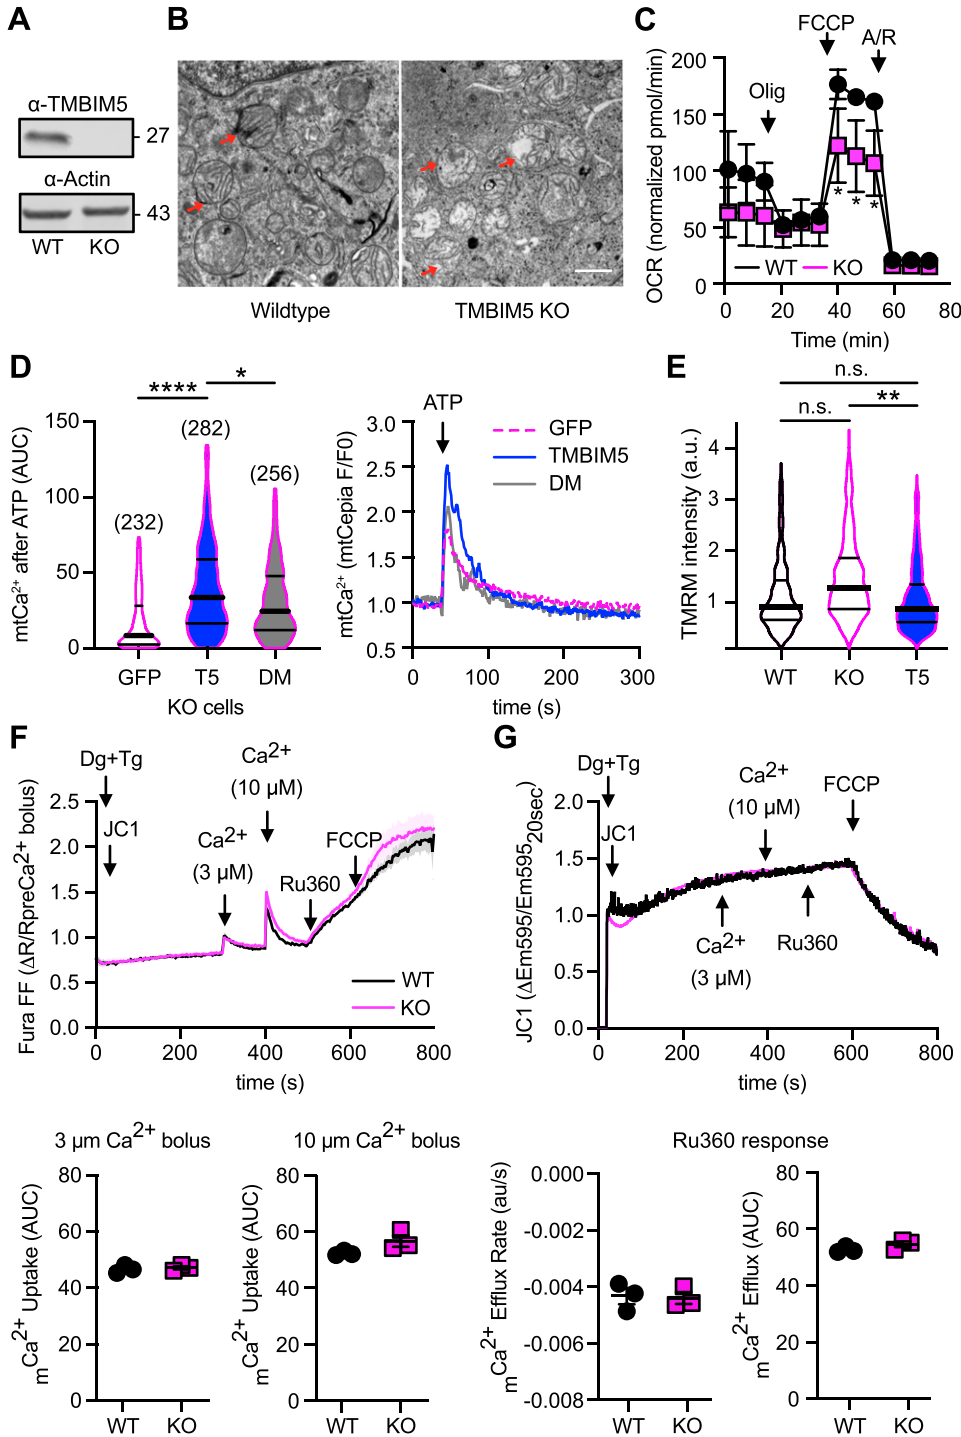 A
α-TMBIM5
27
α-Actin
43
WT
KO
B
Wildtype
TMBIM5 KO
C
FCCP
A/R
Olig
OCR (normalized pmol/min)
200
150
100
50
0
WT
KO
*
*
*
0
20
40
60
80
Time (min)
D
****
*
mtCa²⁺ after ATP (AUC)
150
100
50
0
(232)
(282)
(256)
GFP
T5
DM
KO cells
ATP
mtCa²⁺ (mtCepia F/F0)
3.0
2.5
2.0
1.5
1.0
0.5
GFP
TMBIM5
DM
0
100
200
300
time (s)
E
n.s.
n.s.
**
TMRM intensity (a.u.)
4
3
2
1
WT
KO
T5
F
Dg+Tg
JC1
Ca²⁺
(3 µM)
Ca²⁺
(10 µM)
Ru360
FCCP
Fura FF (ΔR/RpreCa²⁺ bolus)
2.5
2.0
1.5
1.0
0.5
0.0
WT
KO
0
200
400
600
800
time (s)
G
Dg+Tg
JC1
Ca²⁺
(10 µM)
FCCP
Ca²⁺
(3 µM)
Ru360
JC1 (ΔEm595/Em595₂₀sec)
2.0
1.5
1.0
0.5
0.0
0
200
400
600
800
time (s)
3 µm Ca²⁺ bolus
mCa²⁺ Uptake (AUC)
80
60
40
20
0
WT
KO
10 µm Ca²⁺ bolus
mCa²⁺ Uptake (AUC)
80
60
40
20
0
WT
KO
Ru360 response
mCa²⁺ Efflux Rate (au/s)
0.000
-0.002
-0.004
-0.006
-0.008
WT
KO
mCa²⁺ Efflux (AUC)
80
60
40
20
0
WT
KO